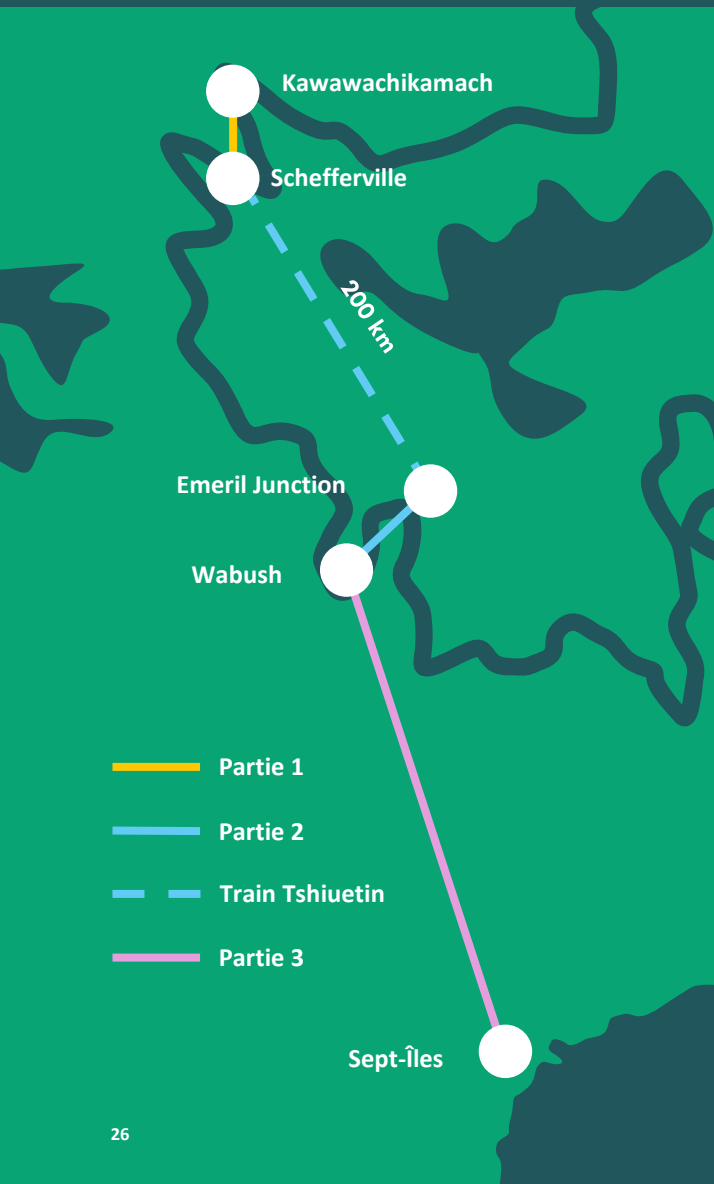 Kawawachikamach
Schefferville
200 km
Emeril Junction
Wabush
Partie 1
Partie 2
Train Tshiuetin
Partie 3
Sept-Îles
26